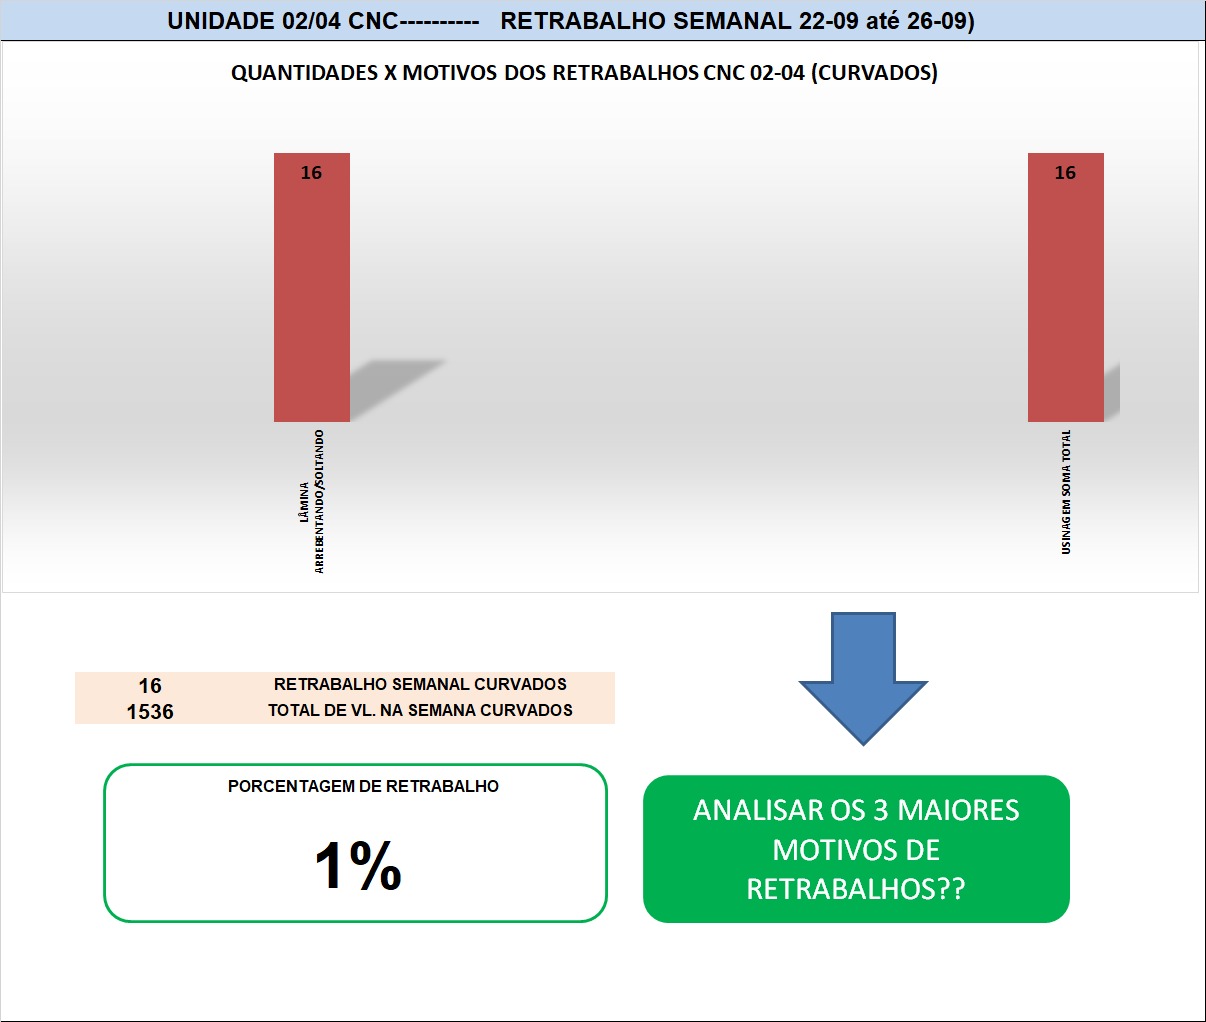 UNIDADE 02/04 CNC---------- RETRABALHO SEMANAL 22-09 até 26-09)
QUANTIDADES X MOTIVOS DOS RETRABALHOS CNC 02-04 (CURVADOS)
16
16
LÂMINA
ARREBENTANDO/SOLTANDO
USINAGEM SOMA TOTAL
16 RETRABALHO SEMANAL CURVADOS
1536 TOTAL DE VL. NA SEMANA CURVADOS
PORCENTAGEM DE RETRABALHO
1%
ANALISAR OS 3 MAIORES
MOTIVOS DE
RETRABALHOS??